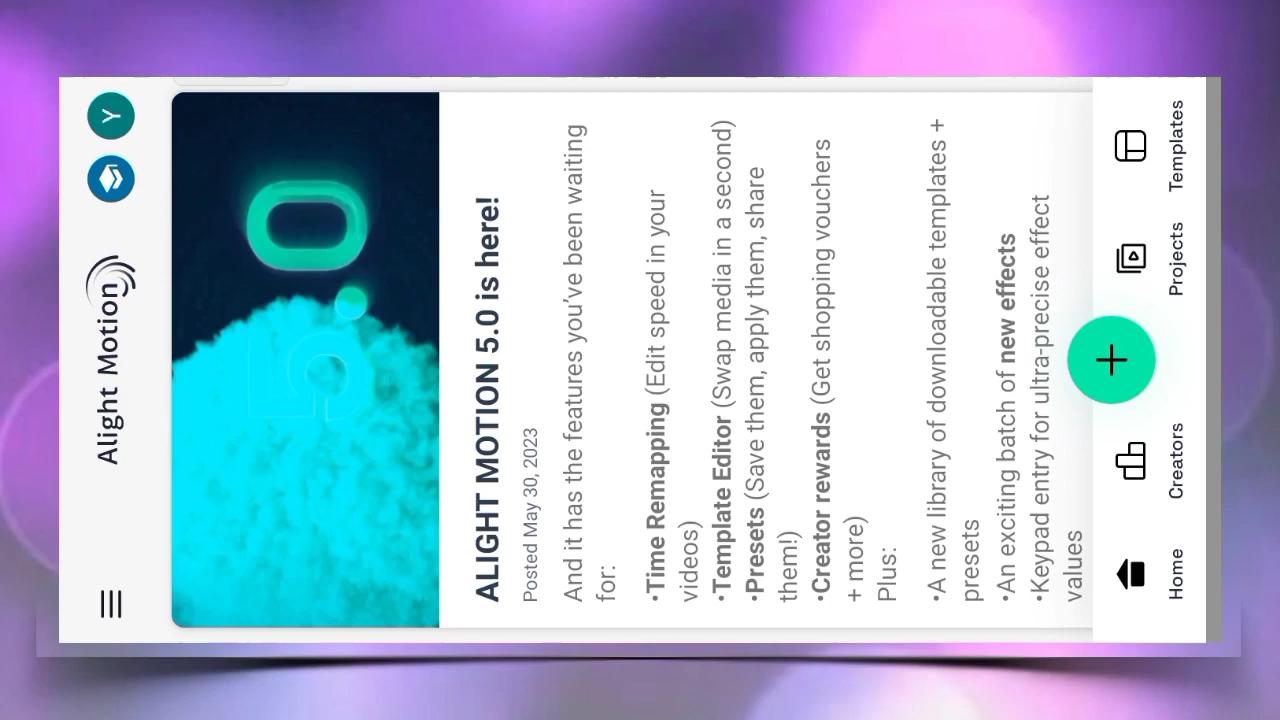 Alight Motion
Y
5.0
ALIGHT MOTION 5.0 is here!
Posted May 30, 2023
And it has the features you've been waiting
for:
•Time Remapping (Edit speed in your
videos)
•Template Editor (Swap media in a second)
•Presets (Save them, apply them, share
them!)
•Creator rewards (Get shopping vouchers
+ more)
Plus:
•A new library of downloadable templates +
presets
•An exciting batch of new effects
•Keypad entry for ultra-precise effect
values
Home
Creators
+
Projects
Templates